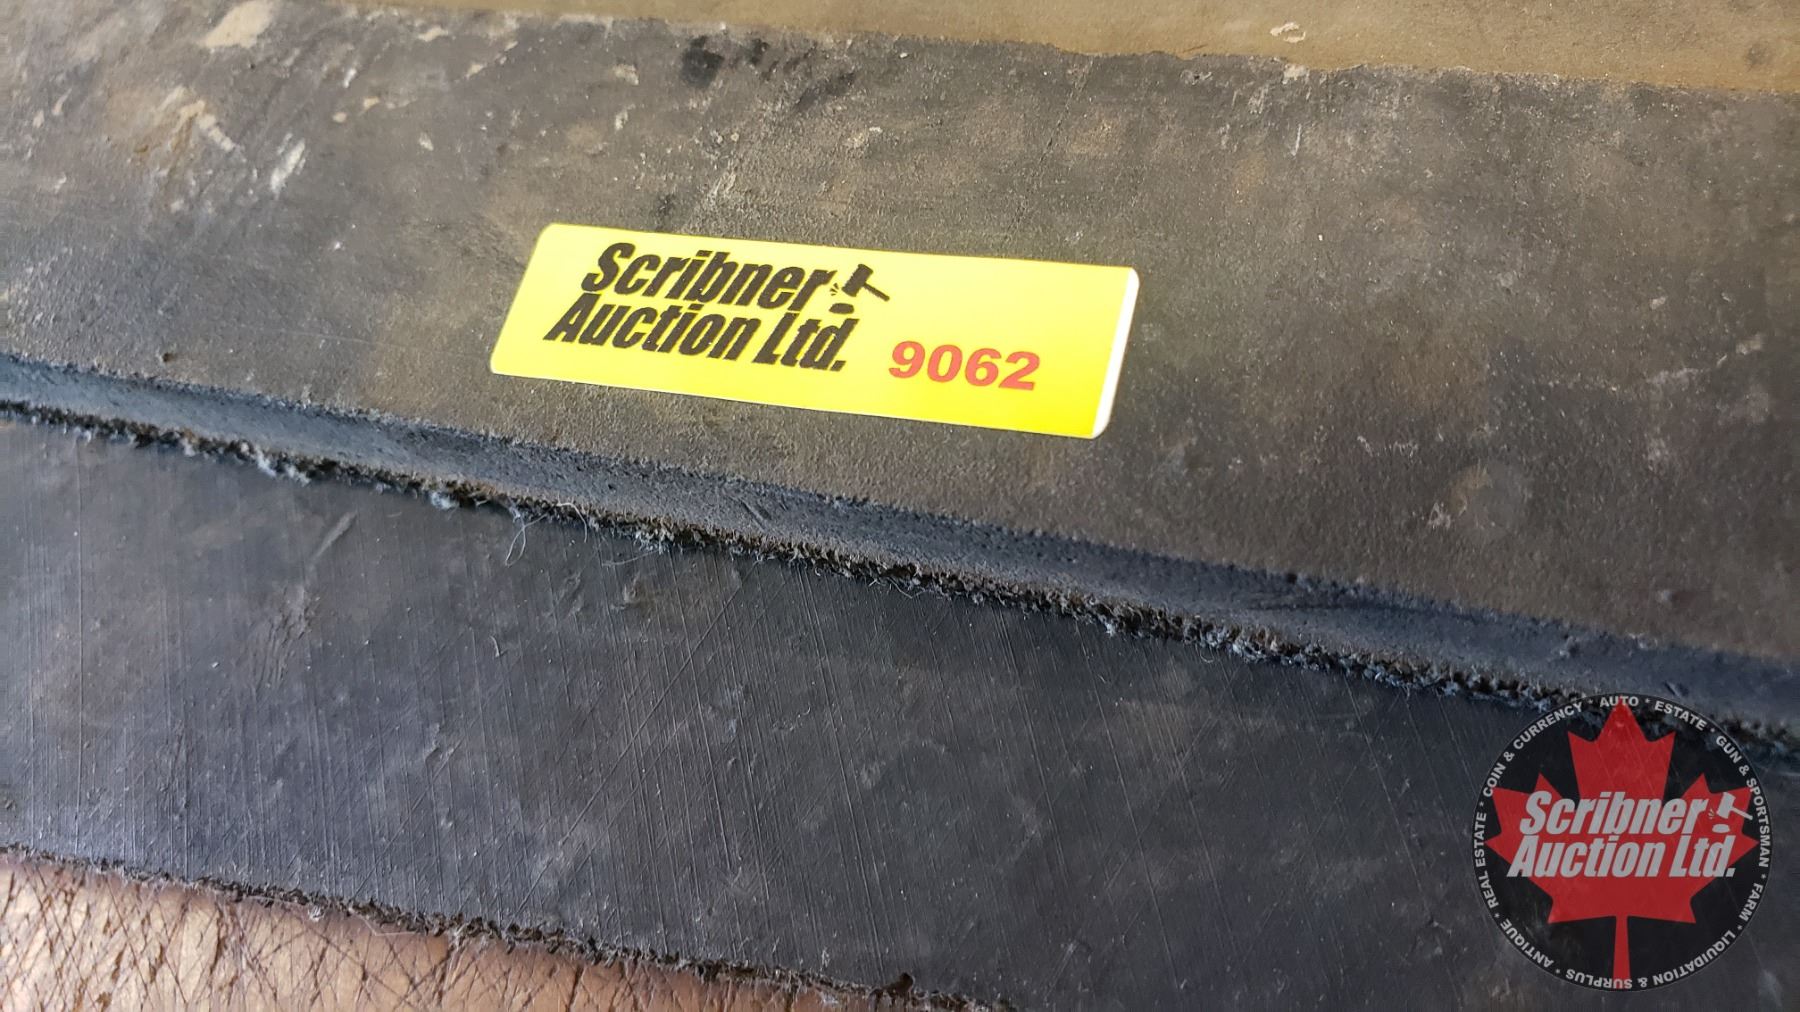 Scribner
Auction Ltd.
9062
ANTIQUE * REAL ESTATE * COIN & CURRENCY * AUTO * ESTATE * GUN & SPORTSMAN * FARM * LIQUIDATION & SURPLUS *
Scribner
Auction Ltd.